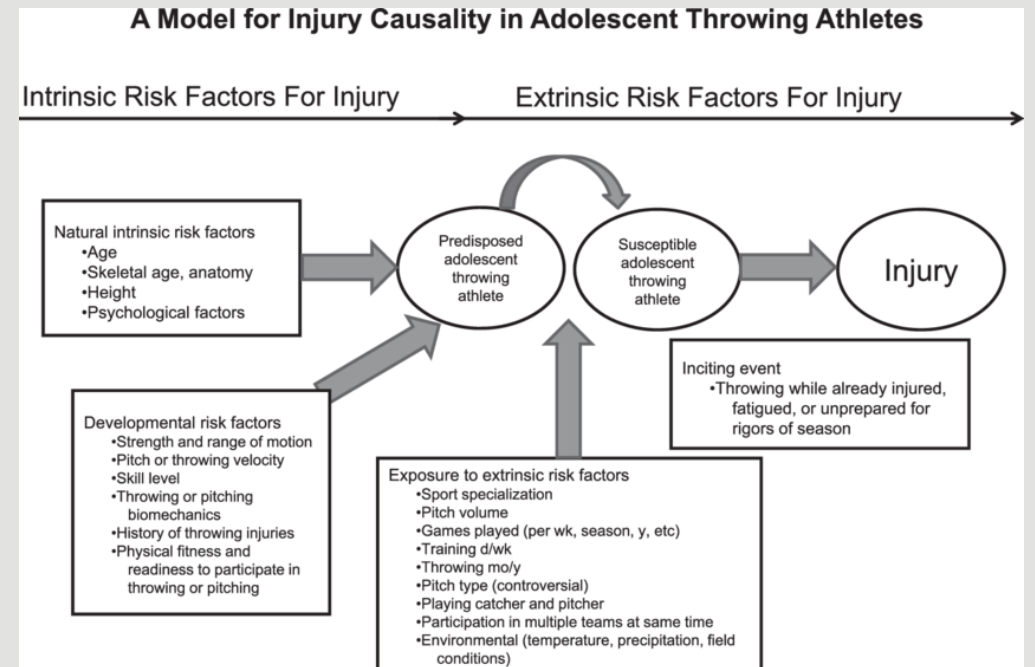 A Model for Injury Causality in Adolescent Throwing Athletes
Intrinsic Risk Factors For Injury
Extrinsic Risk Factors For Injury
Natural intrinsic risk factors
•Age
•Skeletal age, anatomy
•Height
•Psychological factors
Predisposed
adolescent
throwing
athlete
Susceptible
adolescent
throwing
athlete
Injury
Inciting event
•Throwing while already injured,
fatigued, or unprepared for
rigors of season
Developmental risk factors
•Strength and range of motion
•Pitch or throwing velocity
•Skill level
•Throwing or pitching
biomechanics
•History of throwing injuries
•Physical fitness and
readiness to participate in
throwing or pitching
Exposure to extrinsic risk factors
•Sport specialization
•Pitch volume
•Games played (per wk, season, y, etc)
•Training d/wk
•Throwing mo/y
•Pitch type (controversial)
•Playing catcher and pitcher
•Participation in multiple teams at same time
•Environmental (temperature, precipitation, field
conditions)